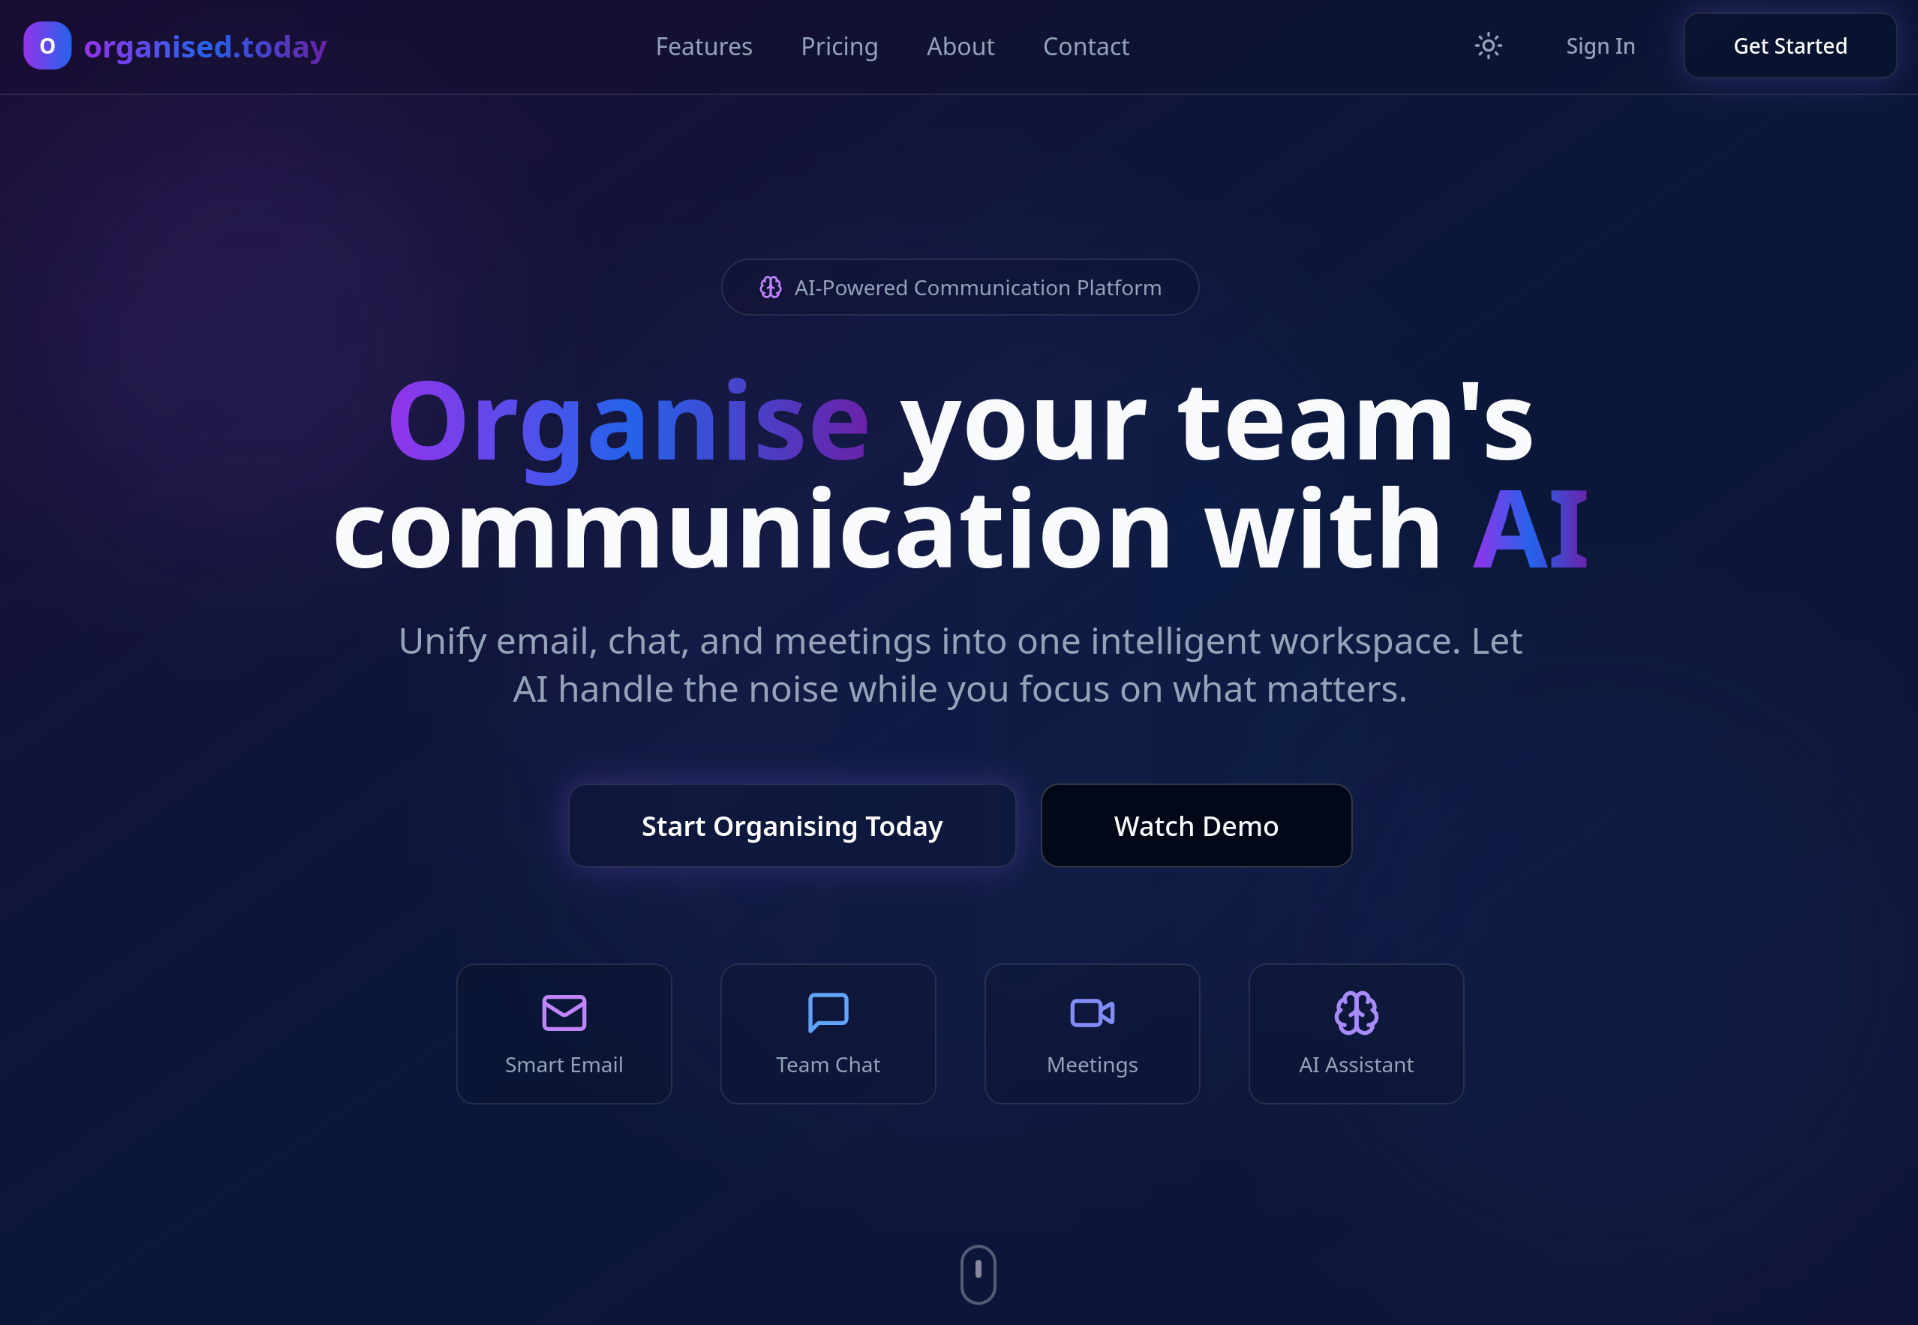 O organised.today
Features Pricing About Contact
Sign In
Get Started
AI-Powered Communication Platform
Organise your team's
communication with AI
Unify email, chat, and meetings into one intelligent workspace. Let
AI handle the noise while you focus on what matters.
Start Organising Today
Watch Demo
Smart Email
Team Chat
Meetings
AI Assistant